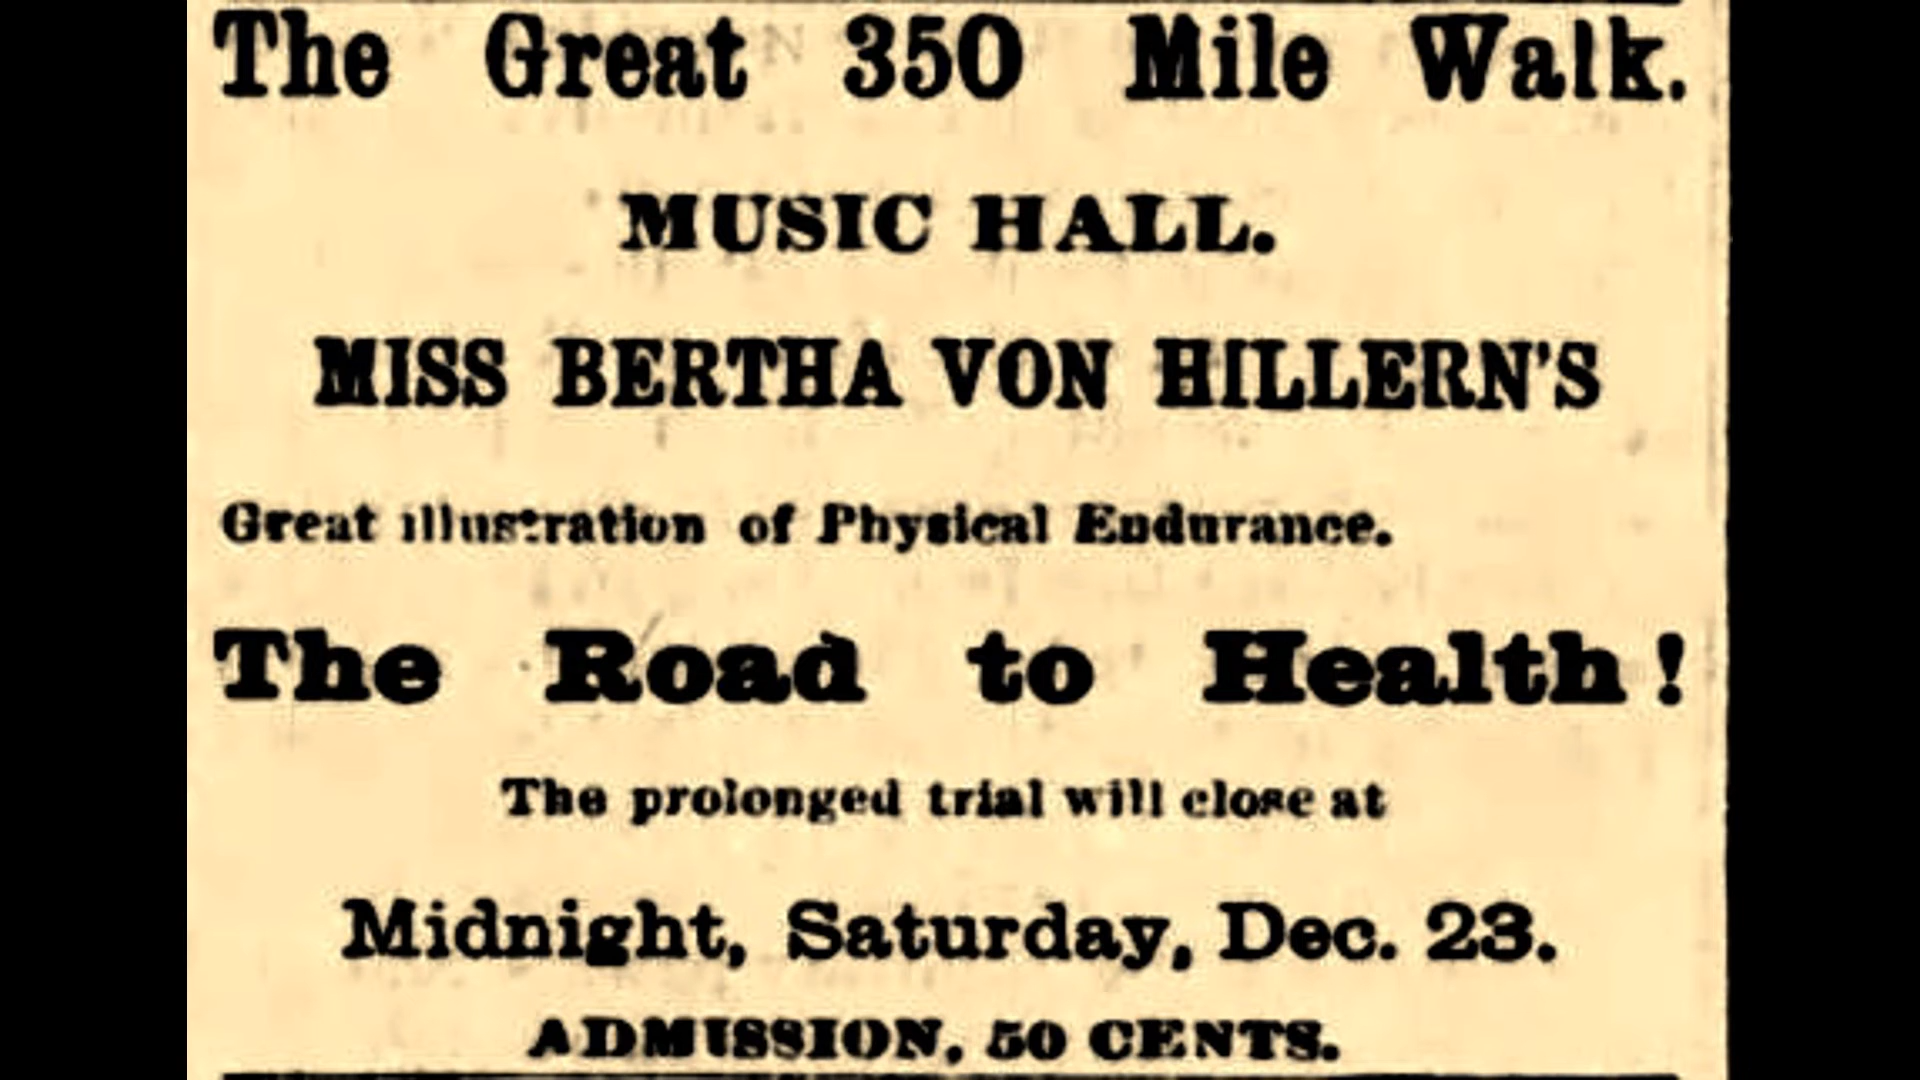 The Great 350 Mile Walk.
MUSIC HALL.
MISS BERTHA VON HILLERN'S
Great illustration of Physical Endurance.
The Road to Health!
The prolonged trial will close at
Midnight, Saturday, Dec. 23.
ADMISSION, 50 CENTS.